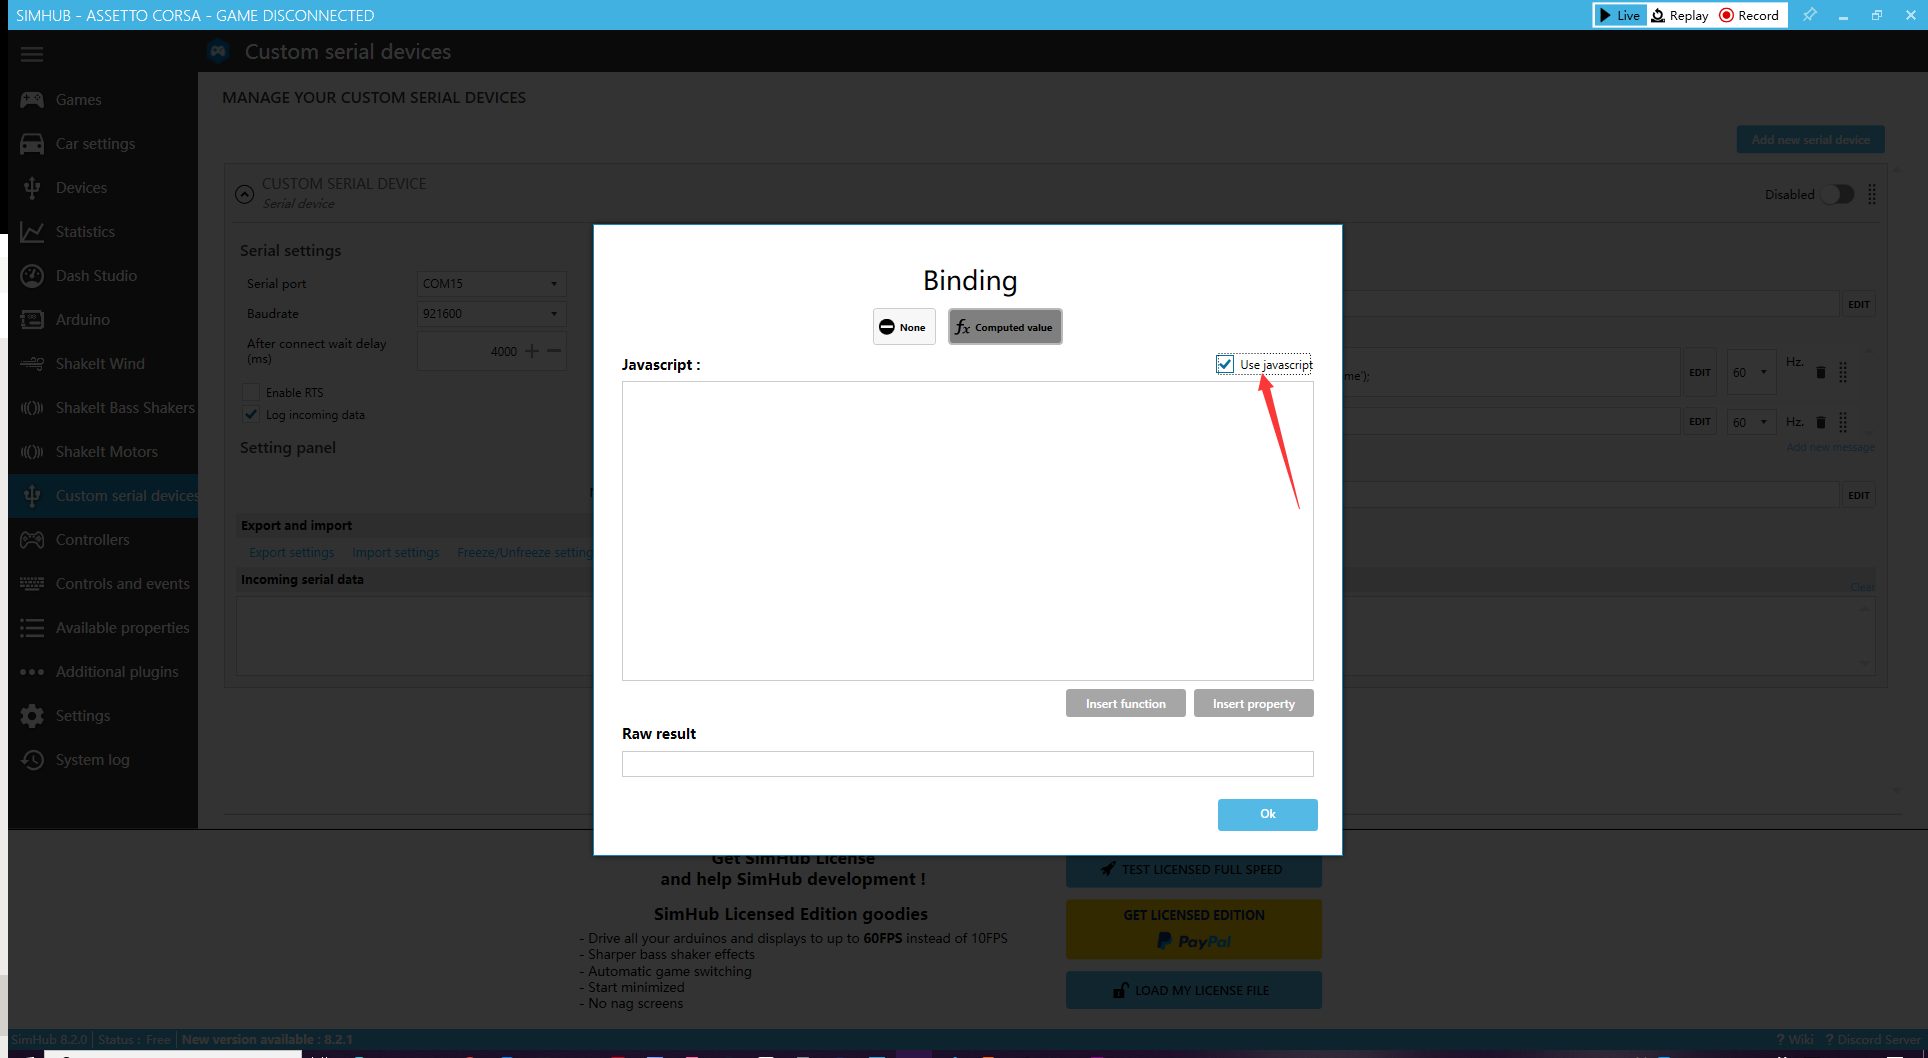 SIMHUB - ASSETTO CORSA - GAME DISCONNECTED
Live Replay Record
Custom serial devices
Games
Car settings
Devices
Statistics
Dash Studio
Arduino
ShakeIt Wind
ShakeIt Bass Shakers
ShakeIt Motors
Custom serial devices
Controllers
Controls and events
Available properties
Additional plugins
Settings
System log
MANAGE YOUR CUSTOM SERIAL DEVICES
Add new serial device
CUSTOM SERIAL DEVICE
Serial device
Disabled
Serial settings
Serial port COM15
Baudrate 921600
After connect wait delay
(ms)
4000
Enable RTS
Log incoming data
Setting panel
Export and import
Export settings Import settings Freeze/Unfreeze setting
Incoming serial data
Clear
EDIT
me'); EDIT 60 Hz.
EDIT 60 Hz.
Add new message
EDIT
Binding
None
fx Computed value
Javascript :
Use javascript
Insert function
Insert property
Raw result
Ok
Get SimHub License
and help SimHub development !
SimHub Licensed Edition goodies
- Drive all your arduinos and displays to up to 60FPS instead of 10FPS
- Sharper bass shaker effects
- Automatic game switching
- Start minimized
- No nag screens
TEST LICENSED FULL SPEED
GET LICENSED EDITION
PayPal
LOAD MY LICENSE FILE
SimHub 8.2.0 | Status : Free | New version available : 8.2.1
? Wiki ? Discord Server